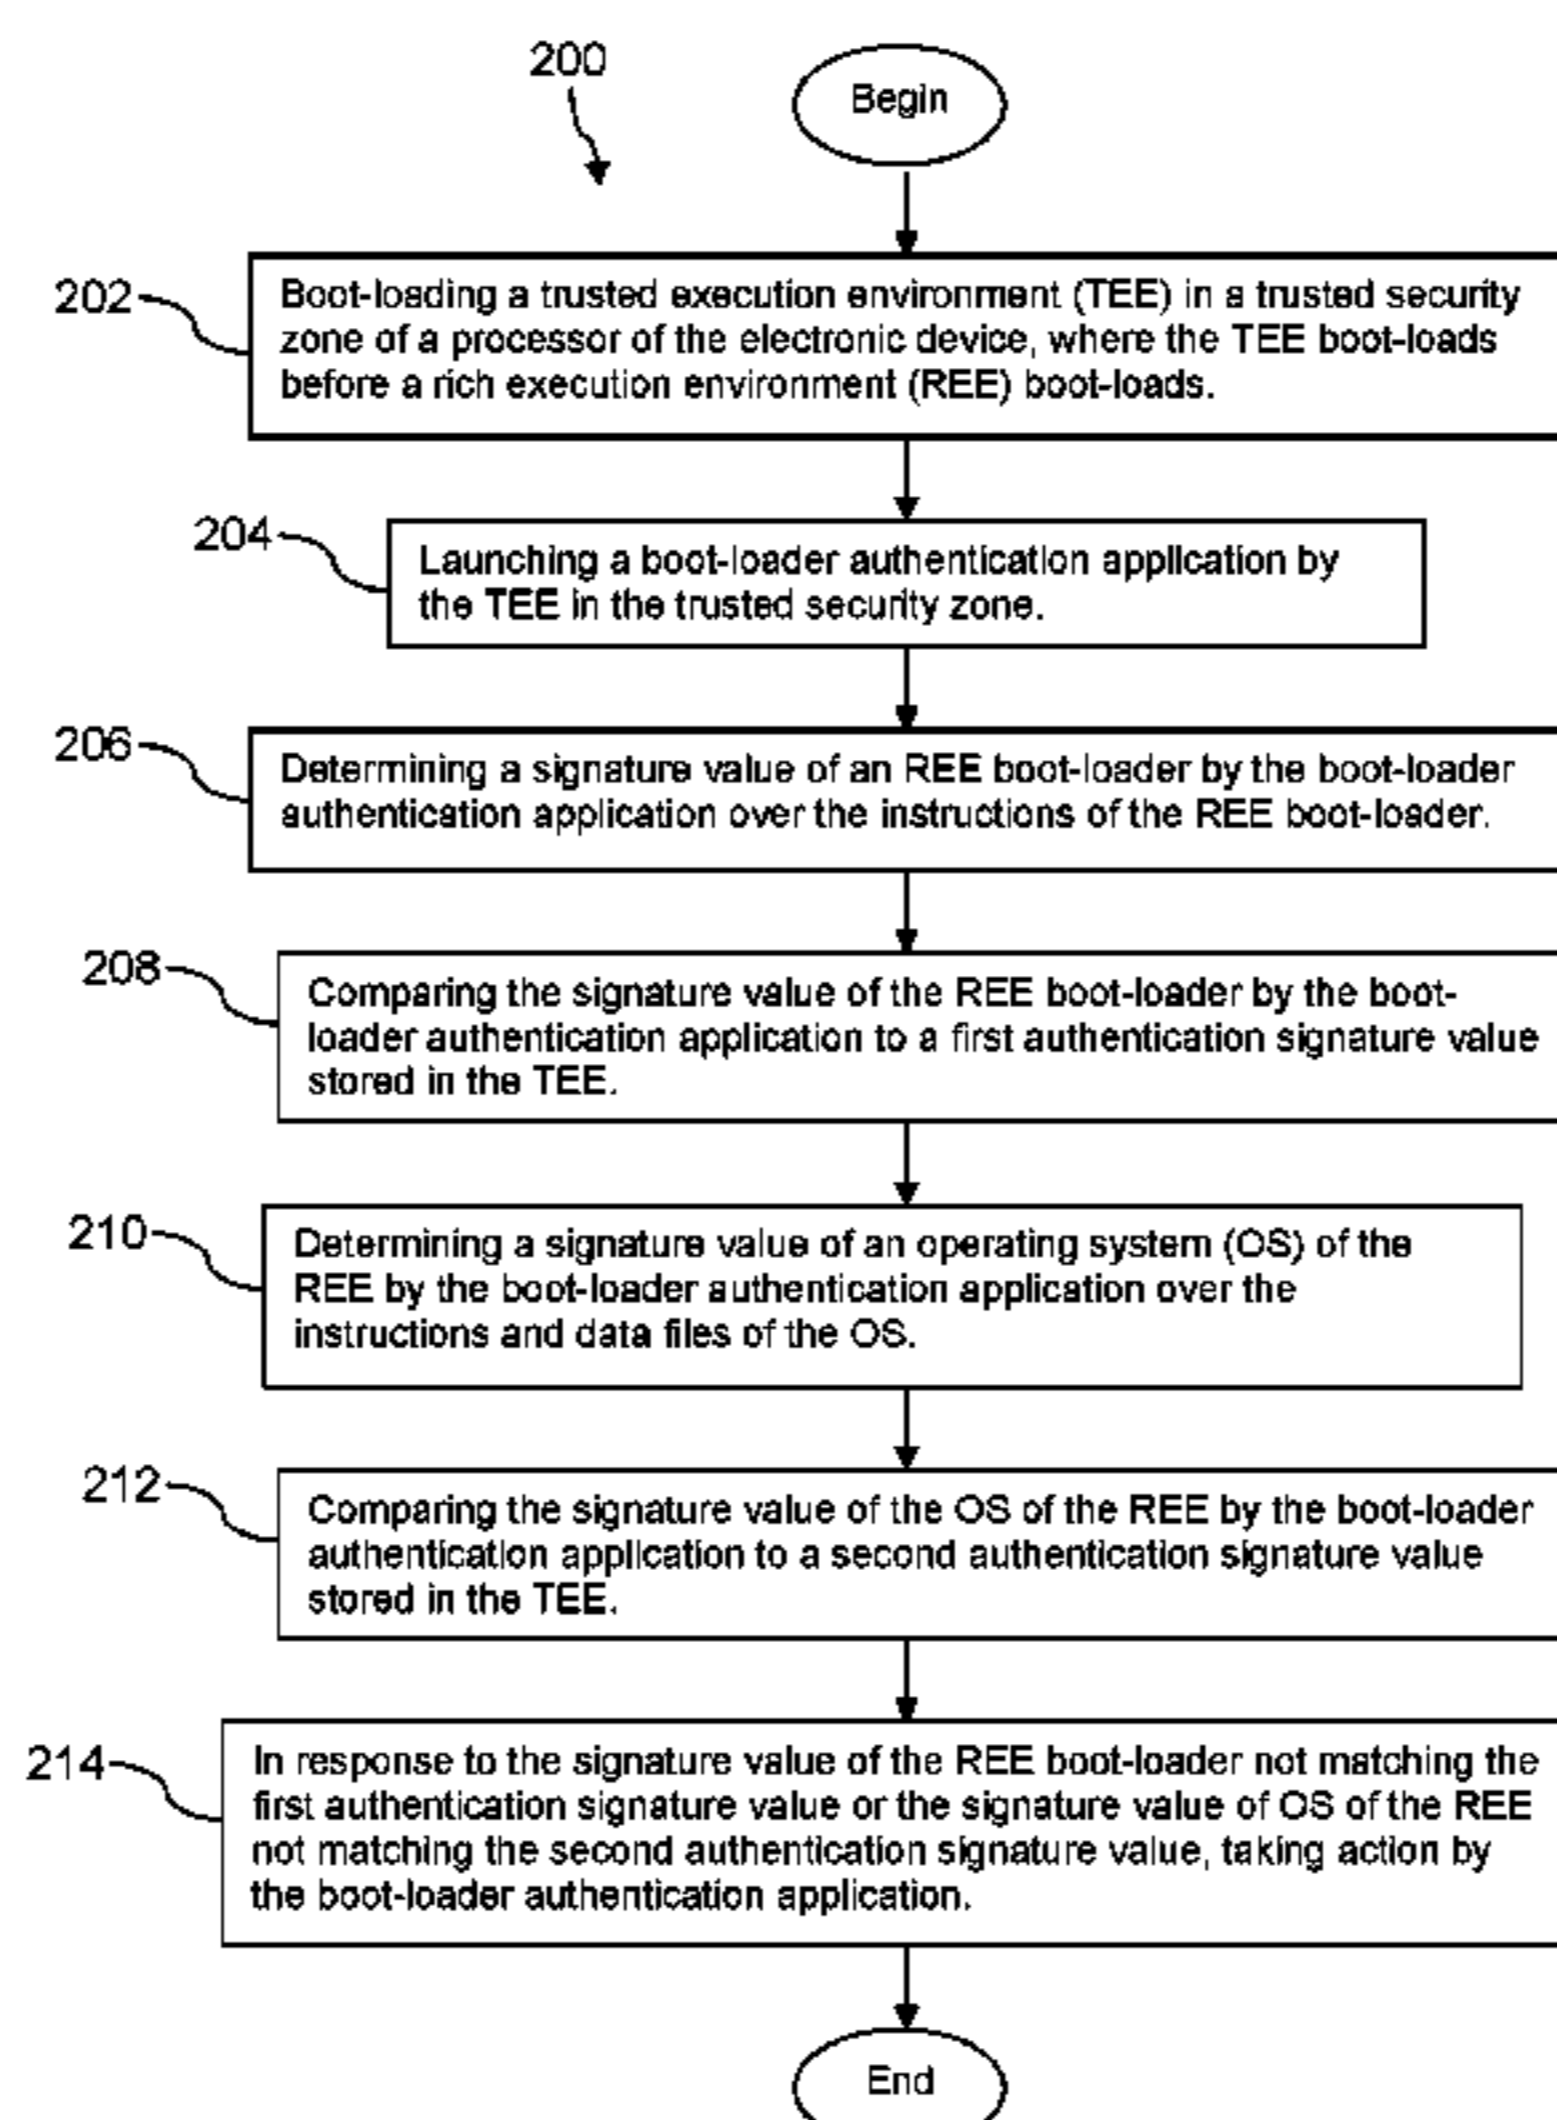 200
Begin
202
Boot-loading a trusted execution environment (TEE) in a trusted security
zone of a processor of the electronic device, where the TEE boot-loads
before a rich execution environment (REE) boot-loads.
204
Launching a boot-loader authentication application by
the TEE in the trusted security zone.
206
Determining a signature value of an REE boot-loader by the boot-loader
authentication application over the instructions of the REE boot-loader.
208
Comparing the signature value of the REE boot-loader by the boot-
loader authentication application to a first authentication signature value
stored in the TEE.
210
Determining a signature value of an operating system (OS) of the
REE by the boot-loader authentication application over the
instructions and data files of the OS.
212
Comparing the signature value of the OS of the REE by the boot-loader
authentication application to a second authentication signature value
stored in the TEE.
214
In response to the signature value of the REE boot-loader not matching the
first authentication signature value or the signature value of OS of the REE
not matching the second authentication signature value, taking action by
the boot-loader authentication application.
End